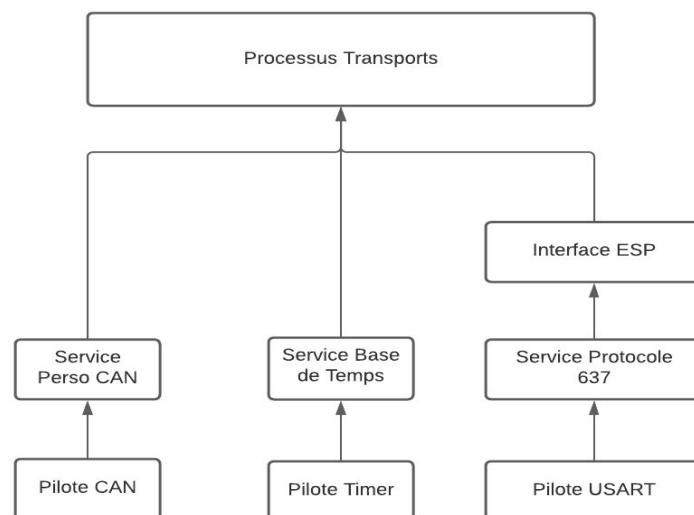 Processus Transports
Interface ESP
Service
Perso CAN
Service Base
de Temps
Service Protocole
637
Pilote CAN
Pilote Timer
Pilote USART